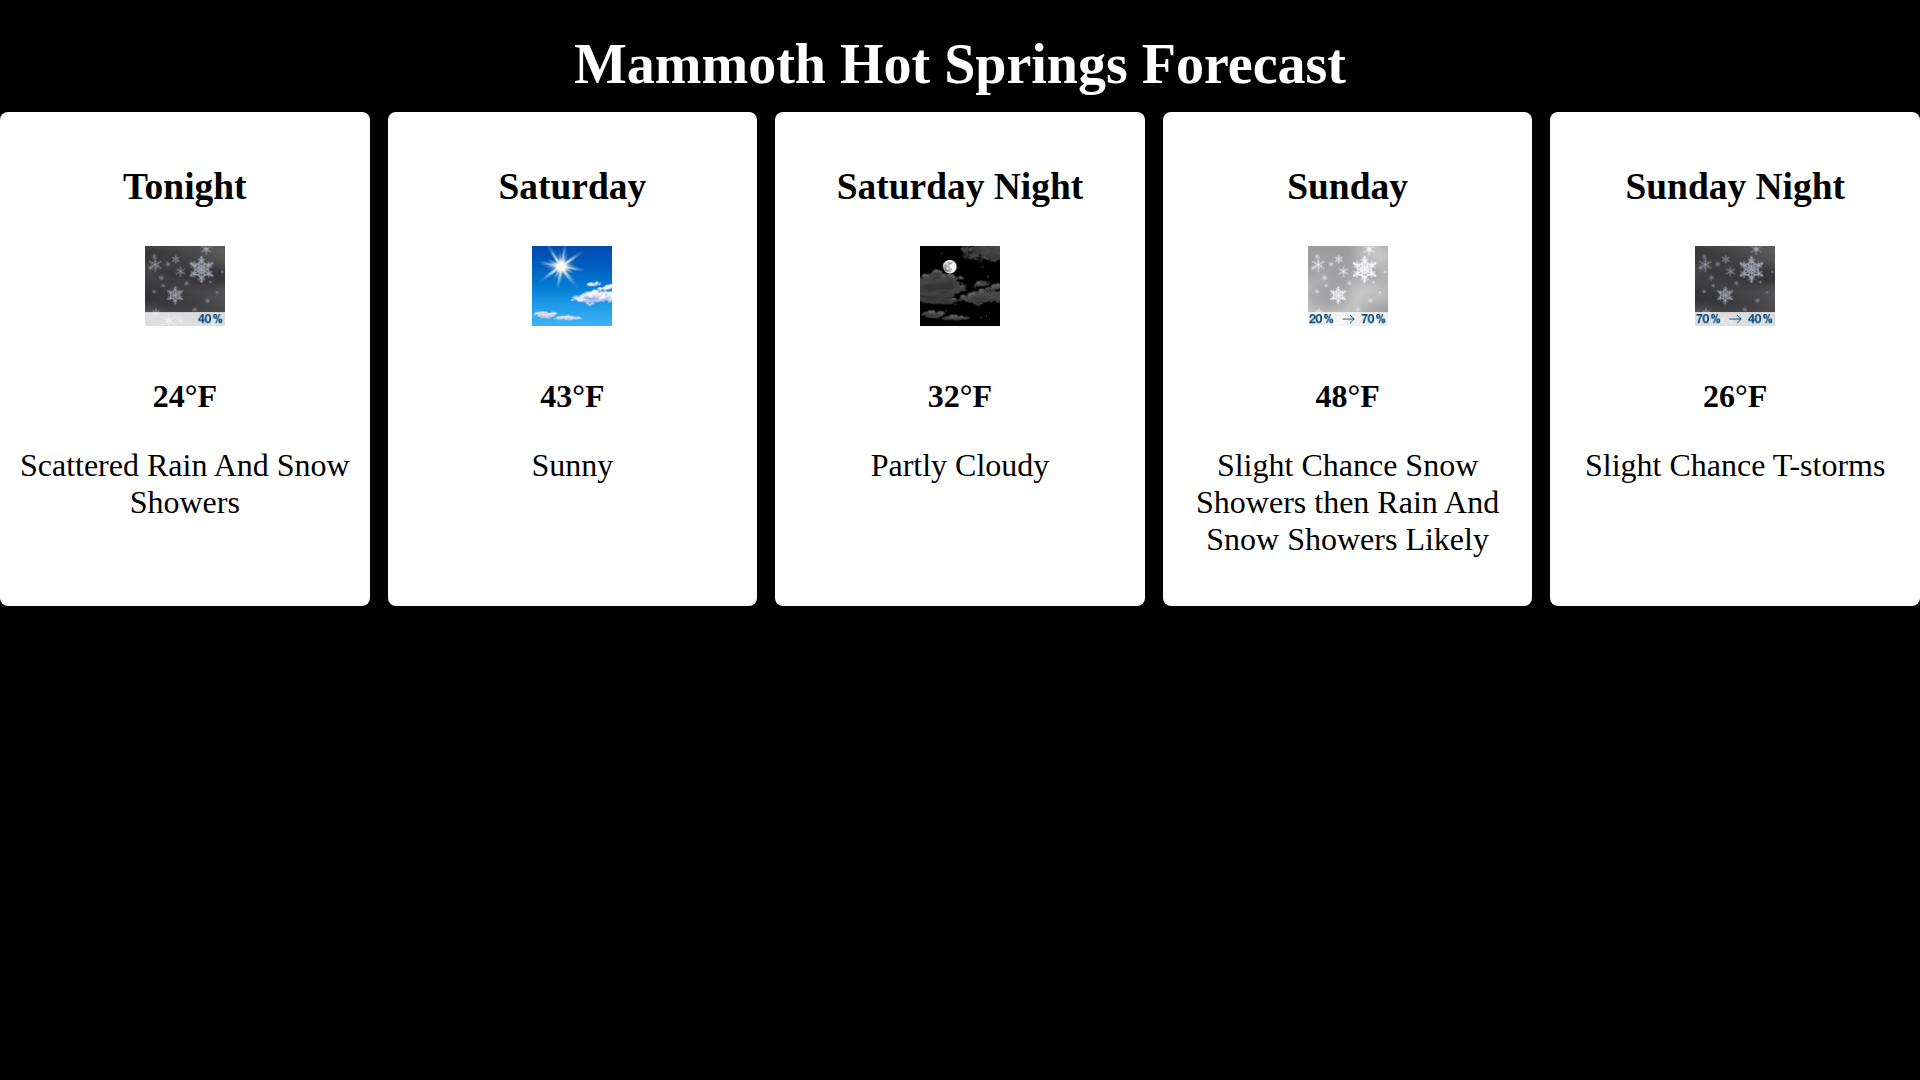 Mammoth Hot Springs Forecast
Tonight
40%
24°F
Scattered Rain And Snow
Showers
Saturday
43°F
Sunny
Saturday Night
32°F
Partly Cloudy
Sunday
20% → 70%
48°F
Slight Chance Snow
Showers then Rain And
Snow Showers Likely
Sunday Night
70% → 40%
26°F
Slight Chance T-storms